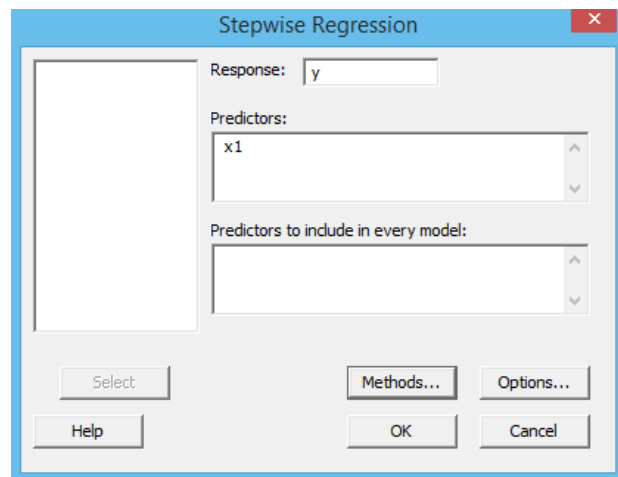 Stepwise Regression
Response: y
Predictors:
x1
Predictors to include in every model:
Select
Methods...
Options...
Help
OK
Cancel